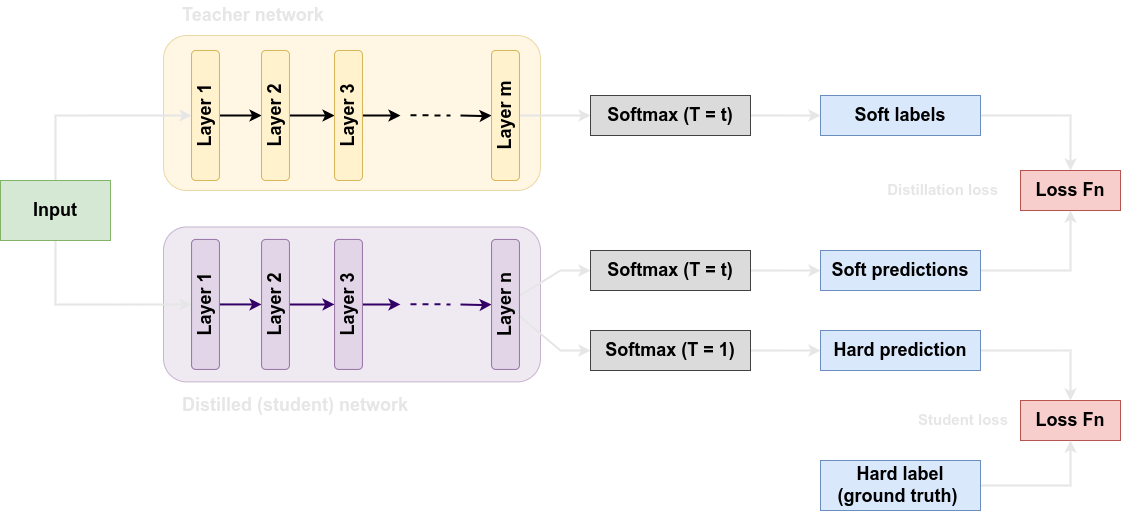 Teacher network
Layer 1
Layer 2
Layer 3
Layer m
Softmax (T = t)
Soft labels
Input
Distillation loss
Loss Fn
Layer 1
Layer 2
Layer 3
Layer n
Softmax (T = t)
Soft predictions
Softmax (T = 1)
Hard prediction
Distilled (student) network
Student loss
Loss Fn
Hard label
(ground truth)